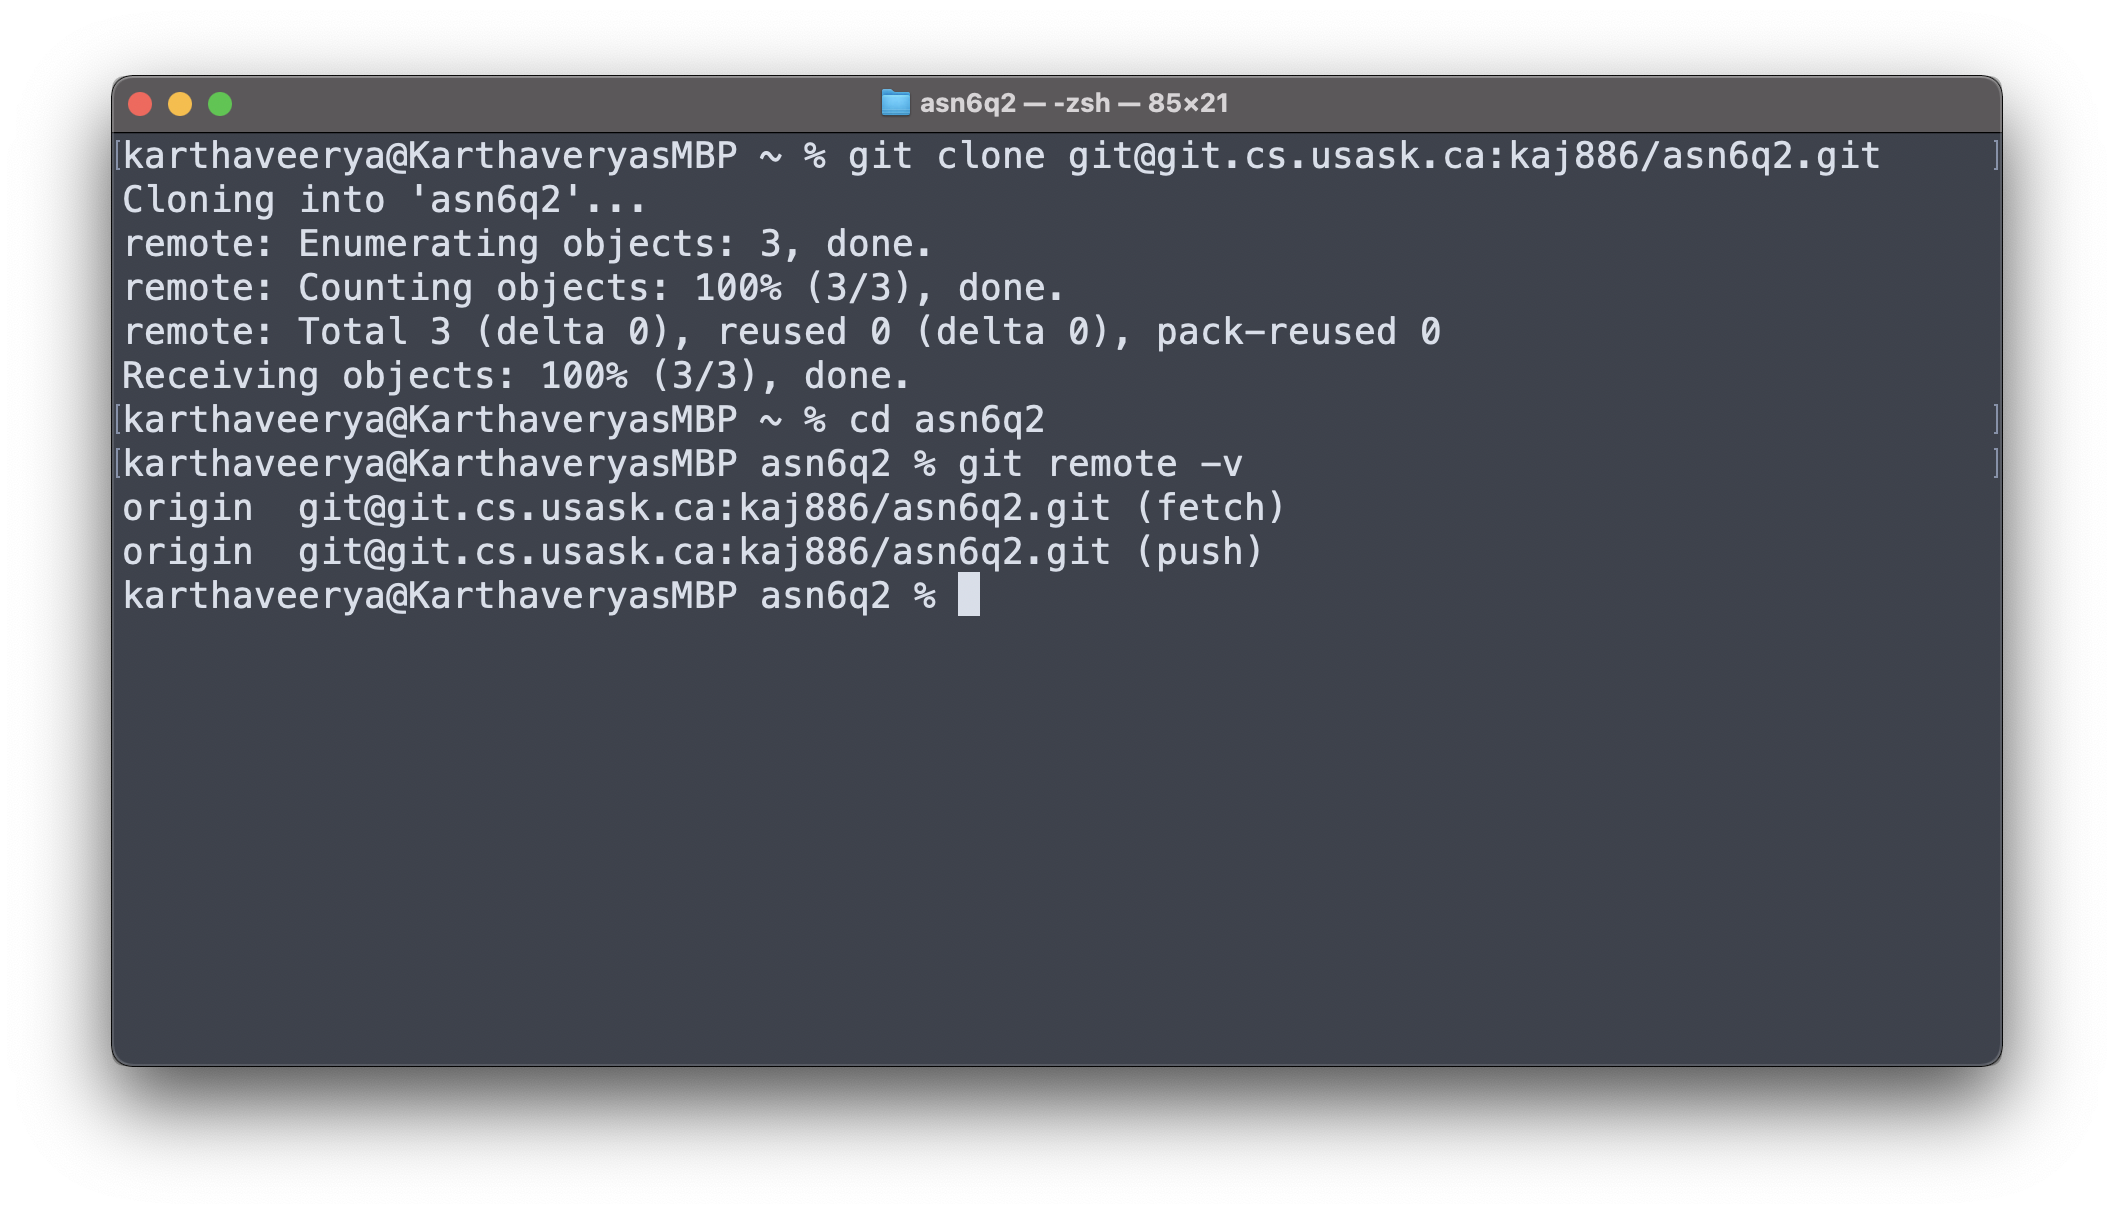 asn6q2 — -zsh — 85×21
[karthaveerya@KarthaveryasMBP ~ % git clone git@git.cs.usask.ca:kaj886/asn6q2.git ]
Cloning into 'asn6q2'...
remote: Enumerating objects: 3, done.
remote: Counting objects: 100% (3/3), done.
remote: Total 3 (delta 0), reused 0 (delta 0), pack-reused 0
Receiving objects: 100% (3/3), done.
[karthaveerya@KarthaveryasMBP ~ % cd asn6q2 ]
[karthaveerya@KarthaveryasMBP asn6q2 % git remote -v ]
origin  git@git.cs.usask.ca:kaj886/asn6q2.git (fetch)
origin  git@git.cs.usask.ca:kaj886/asn6q2.git (push)
karthaveerya@KarthaveryasMBP asn6q2 %